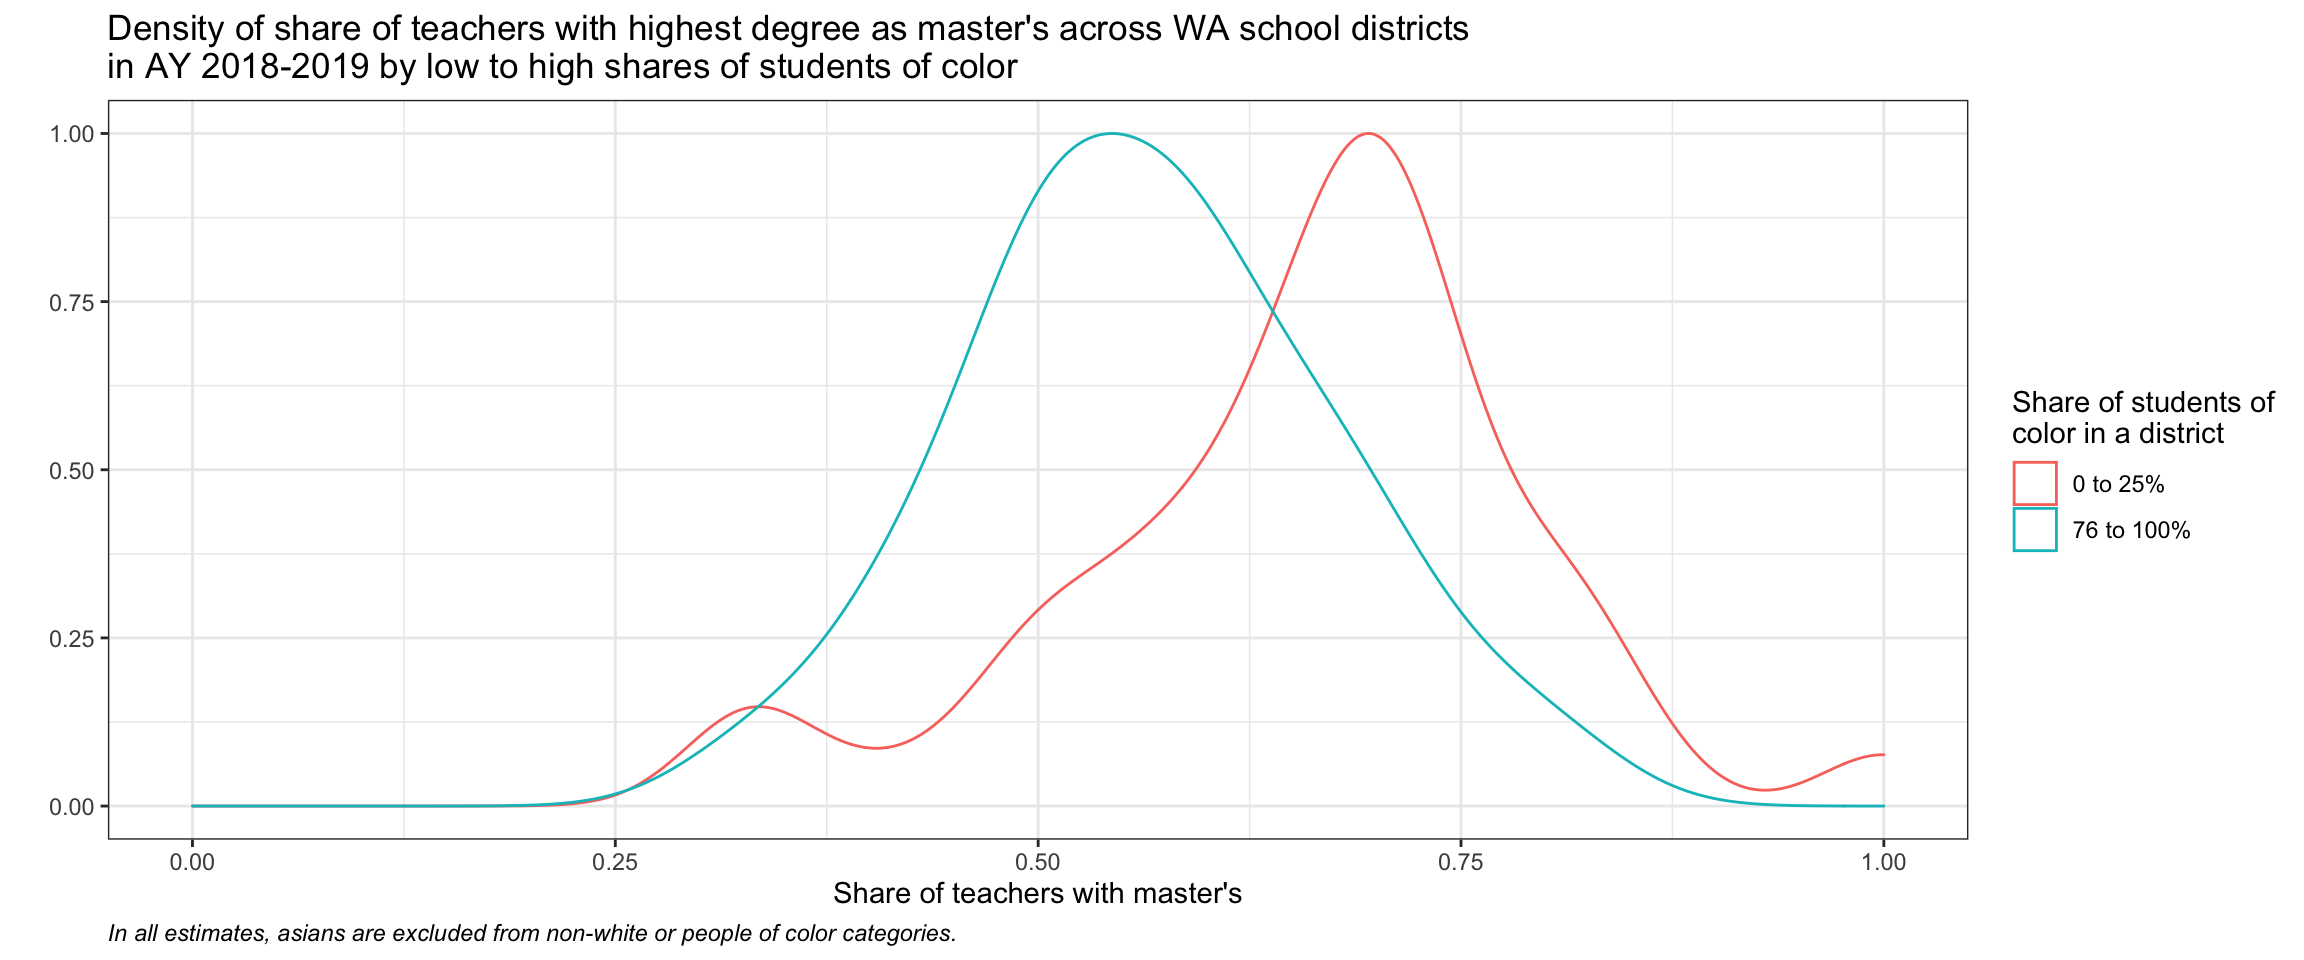 Density of share of teachers with highest degree as master's across WA school districts
in AY 2018-2019 by low to high shares of students of color
1.00
0.75
0.50
0.25
0.00
0.00
0.25
0.50
0.75
1.00
Share of teachers with master's
In all estimates, asians are excluded from non-white or people of color categories.
Share of students of
color in a district
0 to 25%
76 to 100%